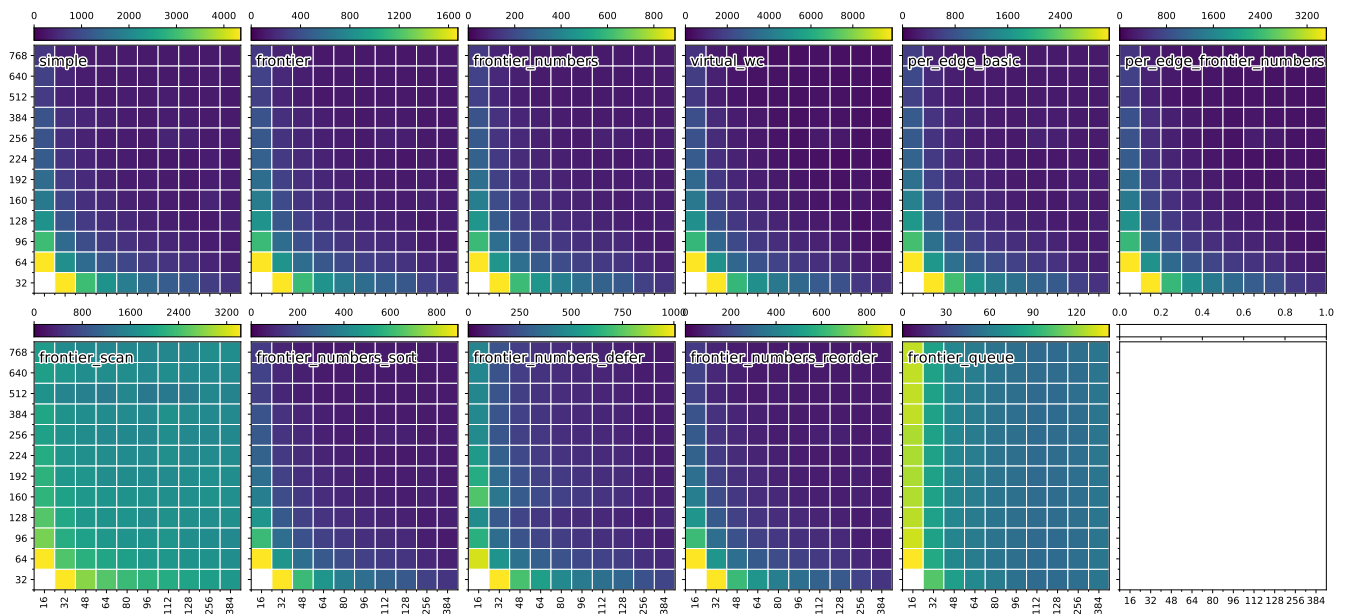 0 1000 2000 3000 4000
0 400 800 1200 1600
0 200 400 600 800
0 2000 4000 6000 8000
0 800 1600 2400
0 800 1600 2400 3200
simple
frontier
frontier_numbers
virtual_wc
per_edge_basic
per_edge_frontier_numbers
768
640
512
384
256
224
192
160
128
96
64
32
0 800 1600 2400 3200
0 200 400 600 800
0 250 500 750 1000
0 200 400 600 800
0 30 60 90 120
0.0 0.2 0.4 0.6 0.8 1.0
frontier_scan
frontier_numbers_sort
frontier_numbers_defer
frontier_numbers_reorder
frontier_queue
768
640
512
384
256
224
192
160
128
96
64
32
16 32 48 64 80 96 112 128 256 384
16 32 48 64 80 96 112 128 256 384
16 32 48 64 80 96 112 128 256 384
16 32 48 64 80 96 112 128 256 384
16 32 48 64 80 96 112 128 256 384
16 32 48 64 80 96 112 128 256 384